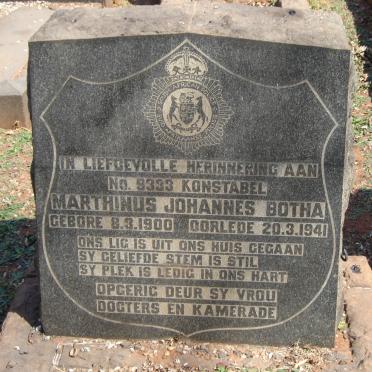 IN LIEFDEVOLLE HERINNERING AAN
NO. 9333 KONSTABEL
MARTHINUS JOHANNES BOTHA
GEBORE 8.3.1900 OORLEDE 20.3.1941
ONS LIG IS UIT ONS HUIS GEGAAN
SY GELIEFDE STEM IS STIL
SY PLEK IS LEDIG IN ONS HART
OPGERIG DEUR SY VROU
DOGTERS EN KAMERADE